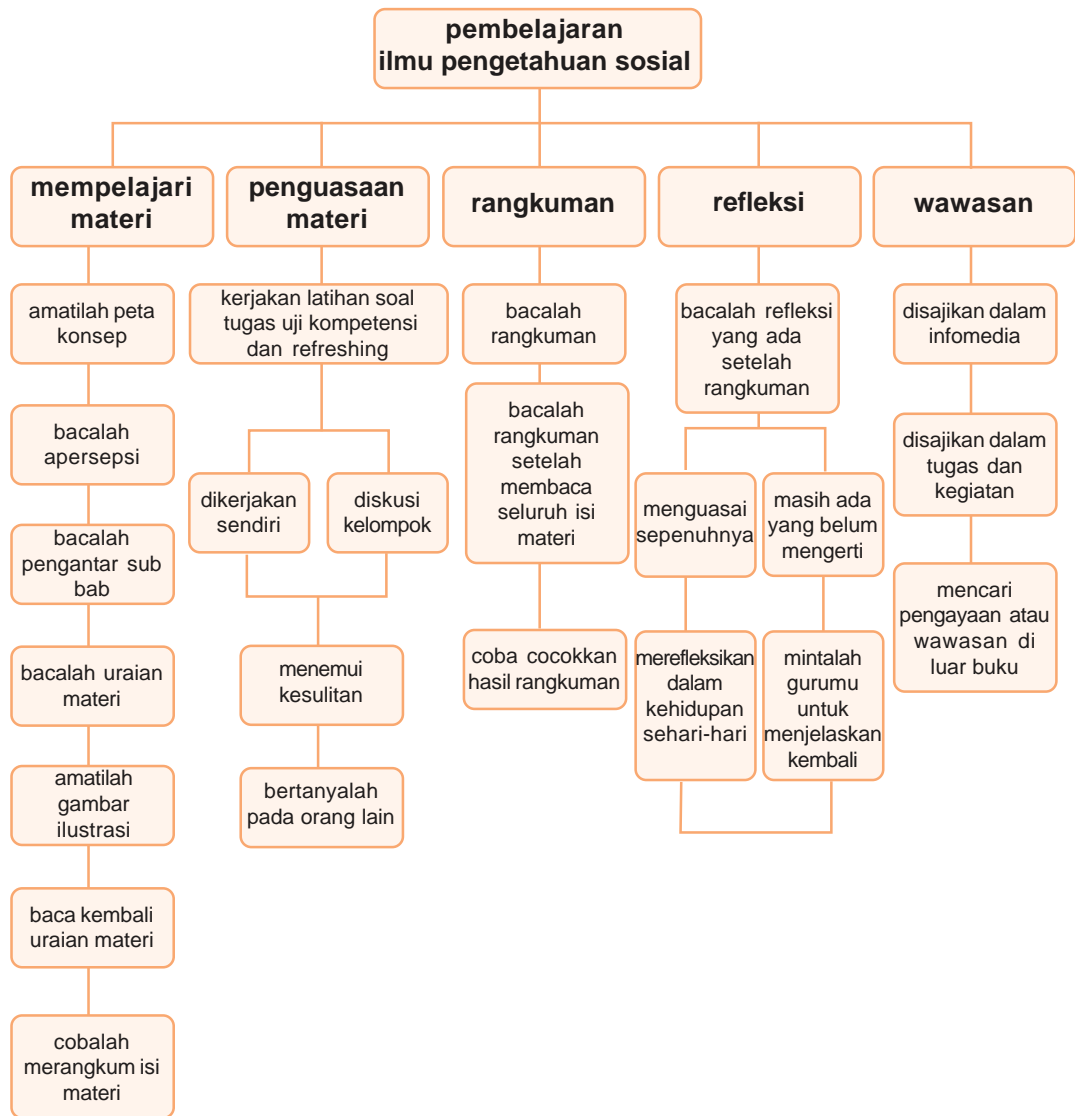 pembelajaran
ilmu pengetahuan sosial
mempelajari
materi
amatilah peta
konsep
bacalah
apersepsi
bacalah
pengantar sub
bab
bacalah uraian
materi
amatilah
gambar
ilustrasi
baca kembali
uraian materi
cobalah
merangkum isi
materi
penguasaan
materi
kerjakan latihan soal
tugas uji kompetensi
dan refreshing
dikerjakan
sendiri
diskusi
kelompok
menemui
kesulitan
bertanyalah
pada orang lain
rangkuman
bacalah
rangkuman
bacalah
rangkuman
setelah
membaca
seluruh isi
materi
coba cocokkan
hasil rangkuman
refleksi
bacalah refleksi
yang ada
setelah
rangkuman
menguasai
sepenuhnya
masih ada
yang belum
mengerti
merefleksikan
dalam
kehidupan
sehari-hari
mintalah
gurumu
untuk
menjelaskan
kembali
wawasan
disajikan dalam
infomedia
disajikan dalam
tugas dan
kegiatan
mencari
pengayaan atau
wawasan di
luar buku